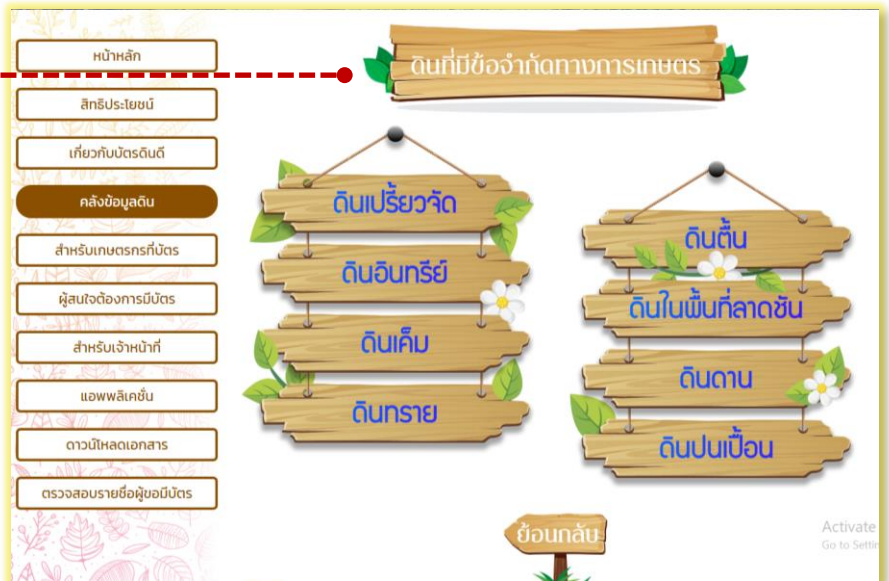 หน้าหลัก
สิทธิประโยชน์
เกี่ยวกับบัตรดินดี
คลังข้อมูลดิน
สำหรับเกษตรกรที่บัตร
ผู้สนใจต้องการมีบัตร
สำหรับเจ้าหน้าที่
แอพพลิเคชั่น
ดาวน์โหลดเอกสาร
ตรวจสอบรายชื่อผู้ขอมีบัตร
ดินที่มีข้อจำกัดทางการเกษตร
ดินเปรี้ยวจัด
ดินอินทรีย์
ดินเค็ม
ดินทราย
ดินตื้น
ดินในพื้นที่ลาดชัน
ดินดาน
ดินปนเปื้อน
ย้อนกลับ
Activate
Go to Settin